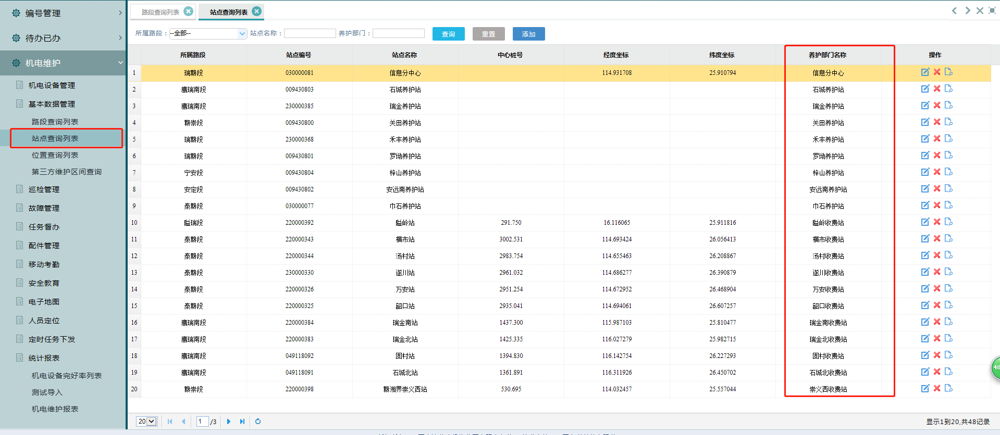 编号管理
待办已办
机电维护
机电设备管理
基本数据管理
路段查询列表
站点查询列表
位置查询列表
第三方维护区间查询
巡检管理
故障管理
任务督办
配件管理
移动考勤
安全教育
电子地图
人员定位
定时任务下发
统计报表
机电设备完好率列表
测试导入
机电维护报表
路段查询列表 站点查询列表
所属路段： --全部-- 站点名称： 养护部门： 查询 重置 添加
所属路段 站点编号 站点名称 中心桩号 经度坐标 纬度坐标 养护部门名称 操作
1 瑞赣段 030000081 信息分中心 114.931708 25.910794 信息分中心
2 鹰瑞南段 009430803 石城养护站 石城养护站
3 鹰瑞南段 230000385 瑞金养护站 瑞金养护站
4 赣崇段 009430800 关田养护站 关田养护站
5 瑞赣段 230000368 禾丰养护站 禾丰养护站
6 瑞赣段 009430801 罗坳养护站 罗坳养护站
7 宁安段 009430804 梓山养护站 梓山养护站
8 安定段 009430802 安远南养护站 安远南养护站
9 泰赣段 030000077 巾石养护站 巾石养护站
10 隘瑞段 220000392 隘岭站 291.750 16.116065 25.911816 隘岭收费站
11 泰赣段 220000343 横市站 3002.531 114.693424 26.056413 横市收费站
12 泰赣段 220000344 汤村站 2983.754 114.655463 26.208867 汤村收费站
13 泰赣段 230000330 遂川站 2961.032 114.686277 26.390879 遂川收费站
14 泰赣段 220000326 万安站 2951.254 114.672952 26.468904 万安收费站
15 泰赣段 220000325 韶口站 2935.041 114.694061 26.607257 韶口收费站
16 鹰瑞南段 220000384 瑞金南站 1437.300 115.987103 25.810477 瑞金南收费站
17 鹰瑞南段 220000383 瑞金北站 1425.335 116.027279 25.982715 瑞金北收费站
18 鹰瑞南段 049118092 固村站 1394.830 116.142754 26.227293 固村收费站
19 鹰瑞南段 049118091 石城北站 1361.891 116.311926 26.450702 石城北收费站
20 赣崇段 220000398 赣湘界崇义西站 530.695 114.032457 25.557044 崇义西收费站
20 1 /3 显示1到20,共48记录
48